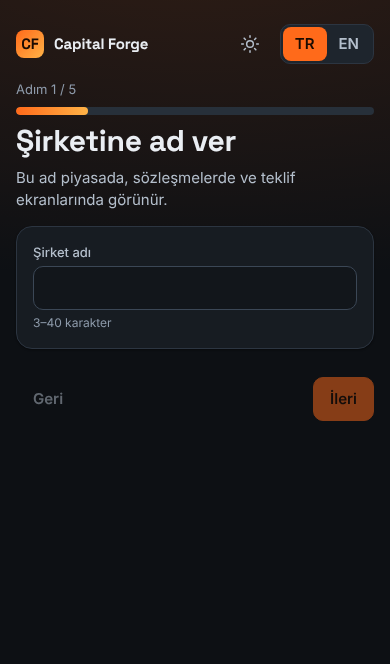 CF Capital Forge TR EN
Adım 1 / 5
Şirketine ad ver
Bu ad piyasada, sözleşmelerde ve teklif
ekranlarında görünür.
Şirket adı
3–40 karakter
Geri İleri